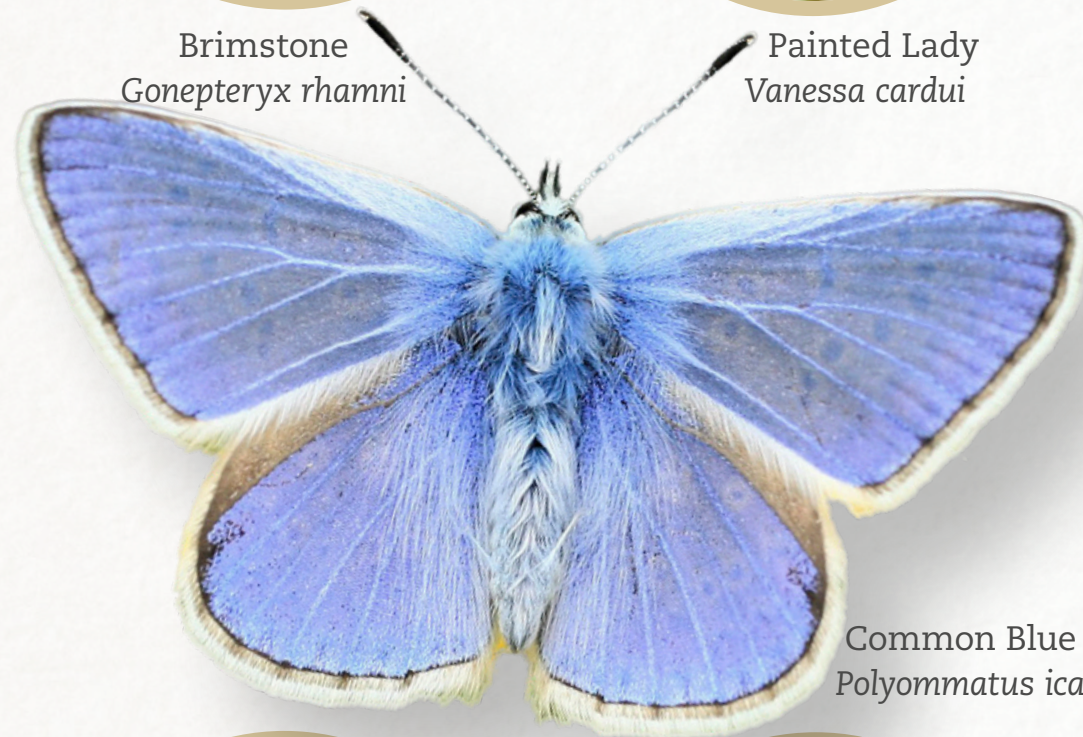 Brimstone
Gonepteryx rhamni
Painted Lady
Vanessa cardui
Common Blue
Polyommatus ica